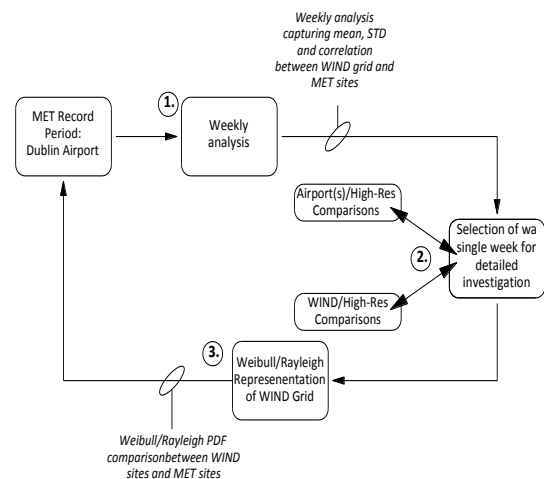 Weekly analysis
capturing mean, STD
and correlation
between WIND grid and
MET sites
1.
MET Record
Period:
Dublin Airport
Weekly
analysis
Airport(s)/High-Res
Comparisons
2.
Selection of wa
single week for
detailed
investigation
WIND/High-Res
Comparisons
3.
Weibull/Rayleigh
Represenentation
of WIND Grid
Weibull/Rayleigh PDF
comparisonbetween WIND
sites and MET sites